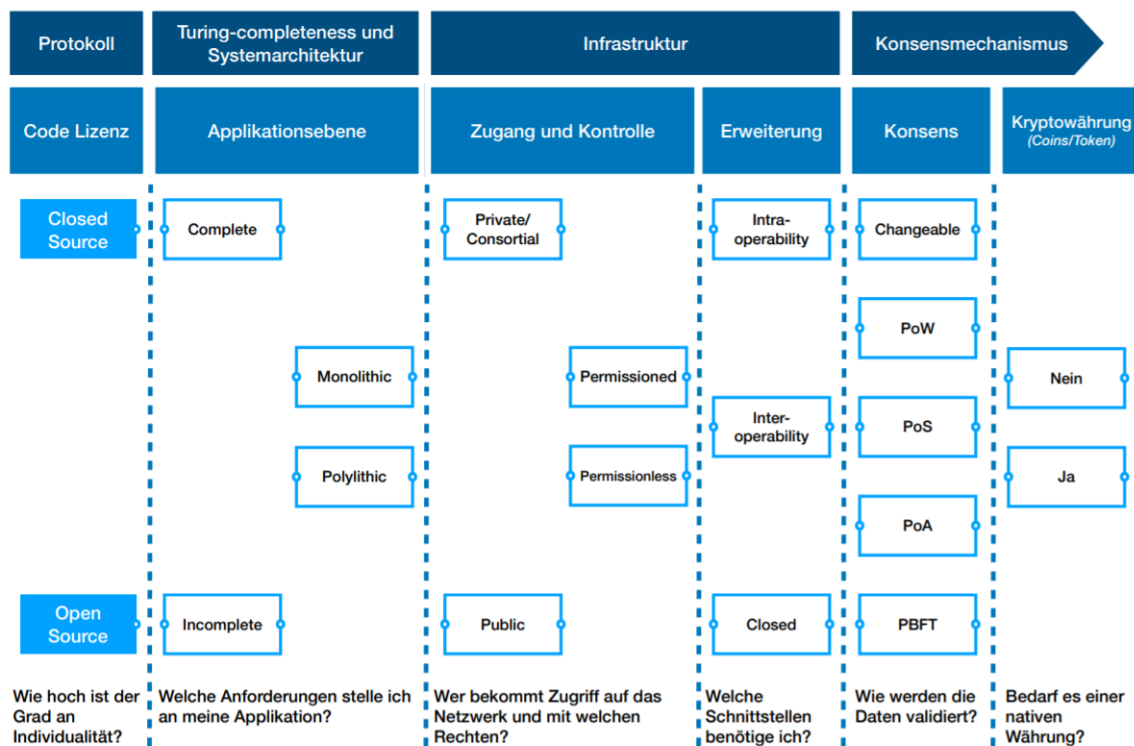 Protokoll
Turing-completeness und
Systemarchitektur
Infrastruktur
Konsensmechanismus
Code Lizenz
Applikationsebene
Zugang und Kontrolle
Erweiterung
Konsens
Kryptowährung
(Coins/Token)
Closed
Source
Complete
Private/
Consortial
Intra-
operability
Changeable
PoW
Monolithic
Permissioned
Nein
Inter-
operability
PoS
Polylithic
Permissionless
Ja
PoA
Open
Source
Incomplete
Public
Closed
PBFT
Wie hoch ist der
Grad an
Individualität?
Welche Anforderungen stelle ich
an meine Applikation?
Wer bekommt Zugriff auf das
Netzwerk und mit welchen
Rechten?
Welche
Schnittstellen
benötige ich?
Wie werden die
Daten validiert?
Bedarf es einer
nativen
Währung?